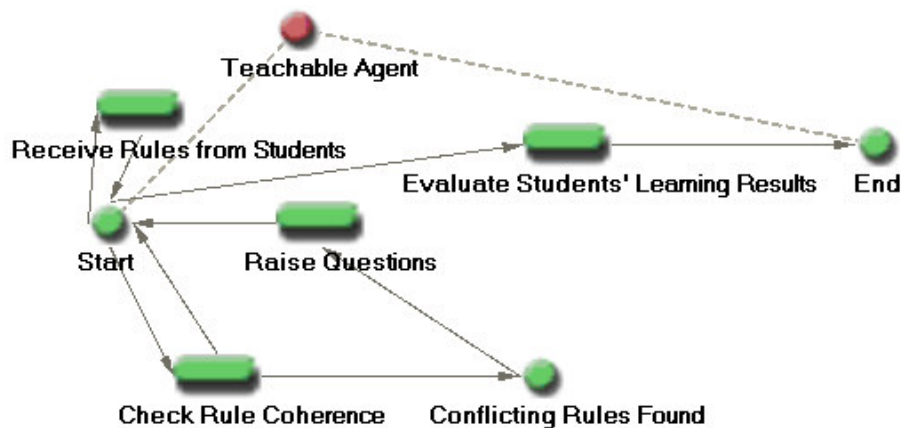 Teachable Agent
Receive Rules from Students
Evaluate Students' Learning Results
End
Start
Raise Questions
Check Rule Coherence
Conflicting Rules Found